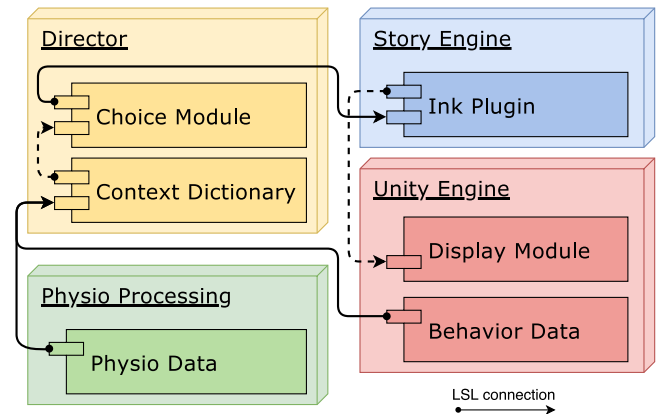 Director
Choice Module
Context Dictionary
Story Engine
Ink Plugin
Unity Engine
Display Module
Behavior Data
Physio Processing
Physio Data
LSL connection